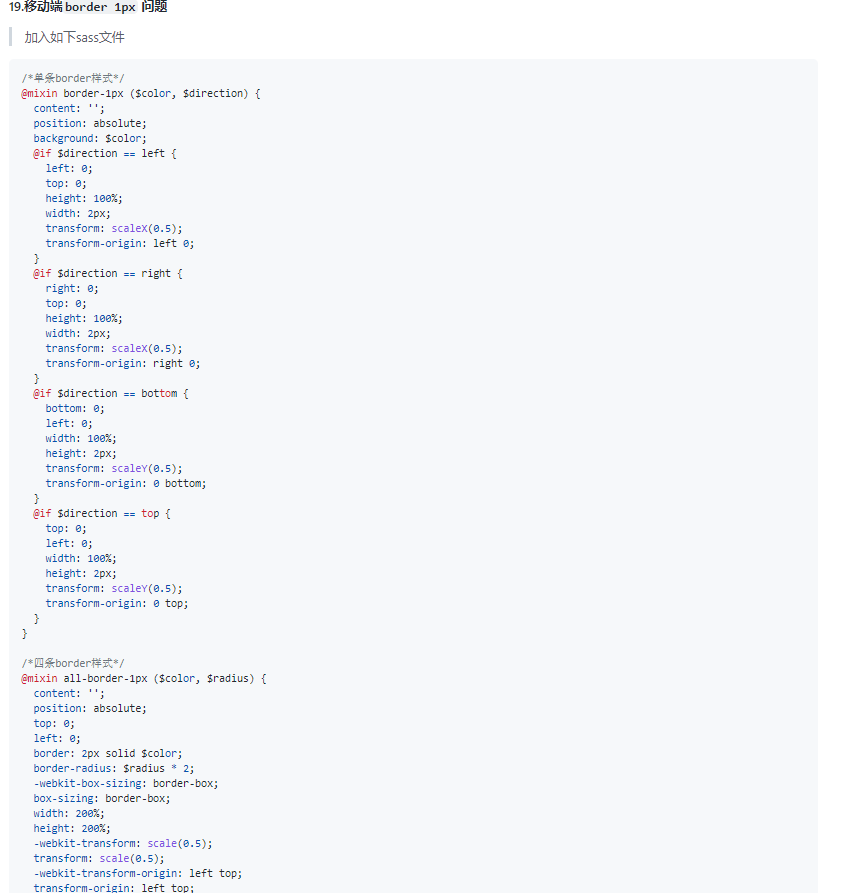 19.移动端border 1px 问题
加入如下sass文件
/*单条border样式*/
@mixin border-1px ($color, $direction) {
  content: '';
  position: absolute;
  background: $color;
  @if $direction == left {
    left: 0;
    top: 0;
    height: 100%;
    width: 2px;
    transform: scaleX(0.5);
    transform-origin: left 0;
  }
  @if $direction == right {
    right: 0;
    top: 0;
    height: 100%;
    width: 2px;
    transform: scaleX(0.5);
    transform-origin: right 0;
  }
  @if $direction == bottom {
    bottom: 0;
    left: 0;
    width: 100%;
    height: 2px;
    transform: scaleY(0.5);
    transform-origin: 0 bottom;
  }
  @if $direction == top {
    top: 0;
    left: 0;
    width: 100%;
    height: 2px;
    transform: scaleY(0.5);
    transform-origin: 0 top;
  }
}
/*四条border样式*/
@mixin all-border-1px ($color, $radius) {
  content: '';
  position: absolute;
  top: 0;
  left: 0;
  border: 2px solid $color;
  border-radius: $radius * 2;
  -webkit-box-sizing: border-box;
  box-sizing: border-box;
  width: 200%;
  height: 200%;
  -webkit-transform: scale(0.5);
  transform: scale(0.5);
  -webkit-transform-origin: left top;
  transform-origin: left top;